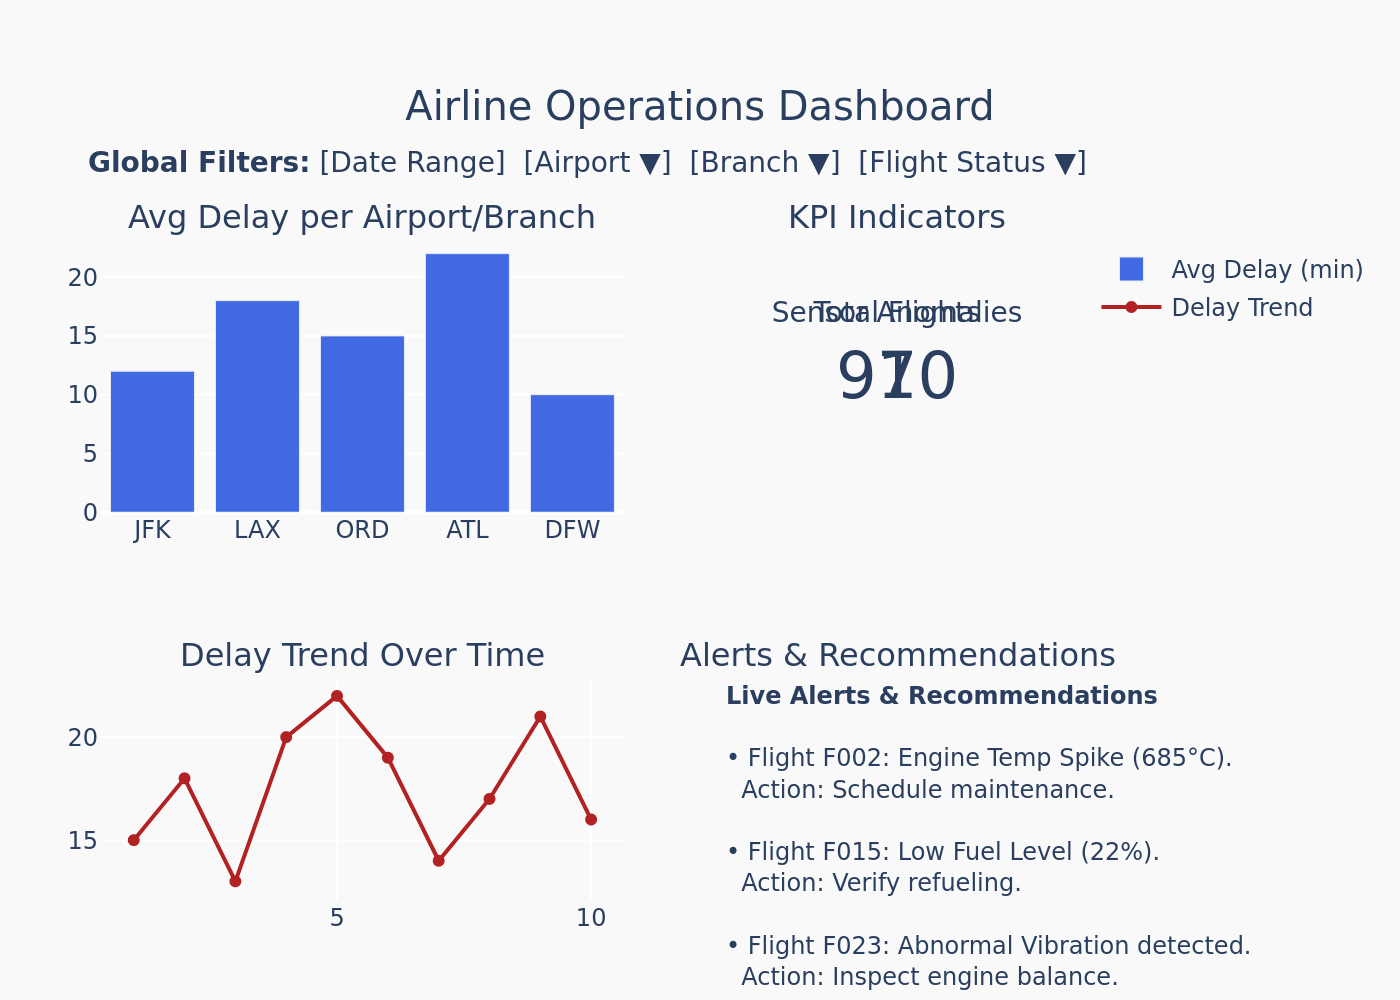 Airline Operations Dashboard
Global Filters: [Date Range] [Airport ▼] [Branch ▼] [Flight Status ▼]
Avg Delay per Airport/Branch
20
15
10
5
0
JFK LAX ORD ATL DFW
KPI Indicators
Total Flights
Sensor Anomalies
Avg Delay (min)
Delay Trend
Delay Trend Over Time
20
15
5 10
Alerts & Recommendations
Live Alerts & Recommendations
• Flight F002: Engine Temp Spike (685°C).
Action: Schedule maintenance.
• Flight F015: Low Fuel Level (22%).
Action: Verify refueling.
• Flight F023: Abnormal Vibration detected.
Action: Inspect engine balance.